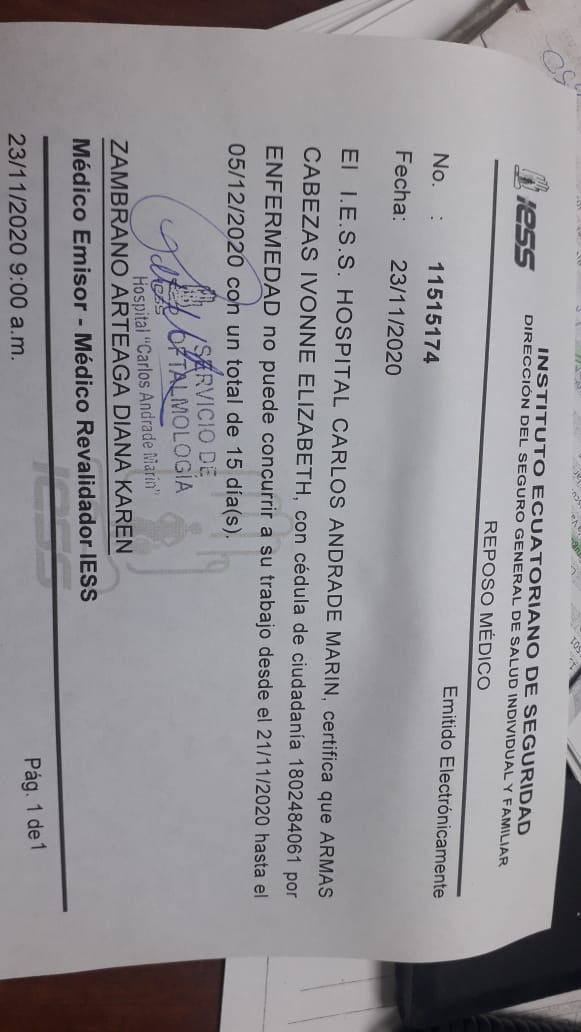 INSTITUTO ECUATORIANO DE SEGURIDAD
DIRECCIÓN DEL SEGURO GENERAL DE SALUD INDIVIDUAL Y FAMILIAR
IESS
REPOSO MÉDICO
Emitido Electrónicamente
No. : 11515174
Fecha: 23/11/2020
El I.E.S.S. HOSPITAL CARLOS ANDRADE MARIN, certifica que ARMAS
CABEZAS IVONNE ELIZABETH, con cédula de ciudadanía 1802484061 por
ENFERMEDAD no puede concurrir a su trabajo desde el 21/11/2020 hasta el
05/12/2020 con un total de 15 día(s).
SERVICIO DE
OFTALMOLOGÍA
Hospital "Carlos Andrade Marín"
ZAMBRANO ARTEAGA DIANA KAREN
Médico Emisor - Médico Revalidador IESS
IESS
23/11/2020 9:00 a.m.
Pág. 1 de1